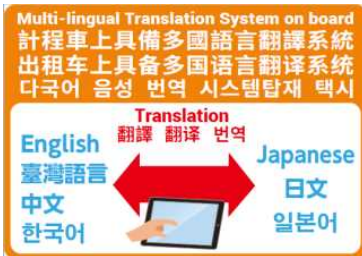 Multi-lingual Translation System on board
計程車上具備多國語言翻譯系統
出租车上具备多国语言翻译系统
다국어 음성 번역 시스템탑재 택시
Translation
翻譯 翻译 번역
English
臺灣語言
中文
한국어
Japanese
日文
일본어